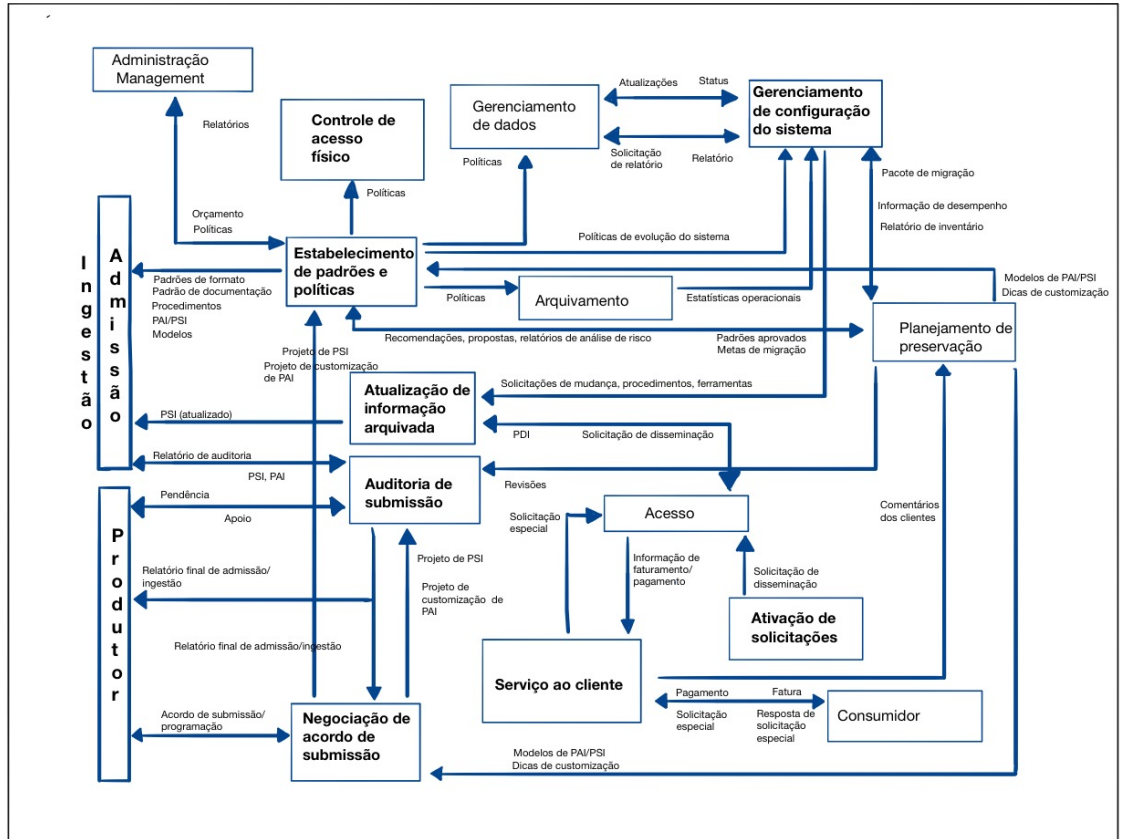 Administração
Management
Relatórios
Controle de
acesso
físico
Gerenciamento
de dados
Atualizações
Status
Solicitação
de relatório
Relatório
Gerenciamento
de configuração
do sistema
Políticas
Políticas
Pacote de migração
Informação de desempenho
Relatório de inventário
Orçamento
Políticas
Políticas de evolução do sistema
Estabelecimento
de padrões e
políticas
Ingestão
Admissão
Padrões de formato
Padrão de documentação
Procedimentos
PAI/PSI
Modelos
Políticas
Arquivamento
Estatísticas operacionais
Modelos de PAI/PSI
Dicas de customização
Planejamento de
preservação
Recomendações, propostas, relatórios de análise de risco
Padrões aprovados
Metas de migração
Projeto de PSI
Projeto de customização
de PAI
Atualização de
informação
arquivada
Solicitações de mudança, procedimentos, ferramentas
PSI (atualizado)
PDI
Solicitação de disseminação
Relatório de auditoria
PSI, PAI
Auditoria de
submissão
Revisões
Pendência
Apoio
Produtor
Solicitação
especial
Acesso
Comentários
dos clientes
Projeto de PSI
Projeto de
customização de
PAI
Informação de
faturamento/
pagamento
Solicitação de
disseminação
Relatório final de admissão/
ingestão
Ativação de
solicitações
Relatório final de admissão/ingestão
Serviço ao cliente
Pagamento
Fatura
Solicitação
especial
Resposta de
solicitação
especial
Consumidor
Acordo de submissão/
programação
Negociação de
acordo de
submissão
Modelos de PAI/PSI
Dicas de customização